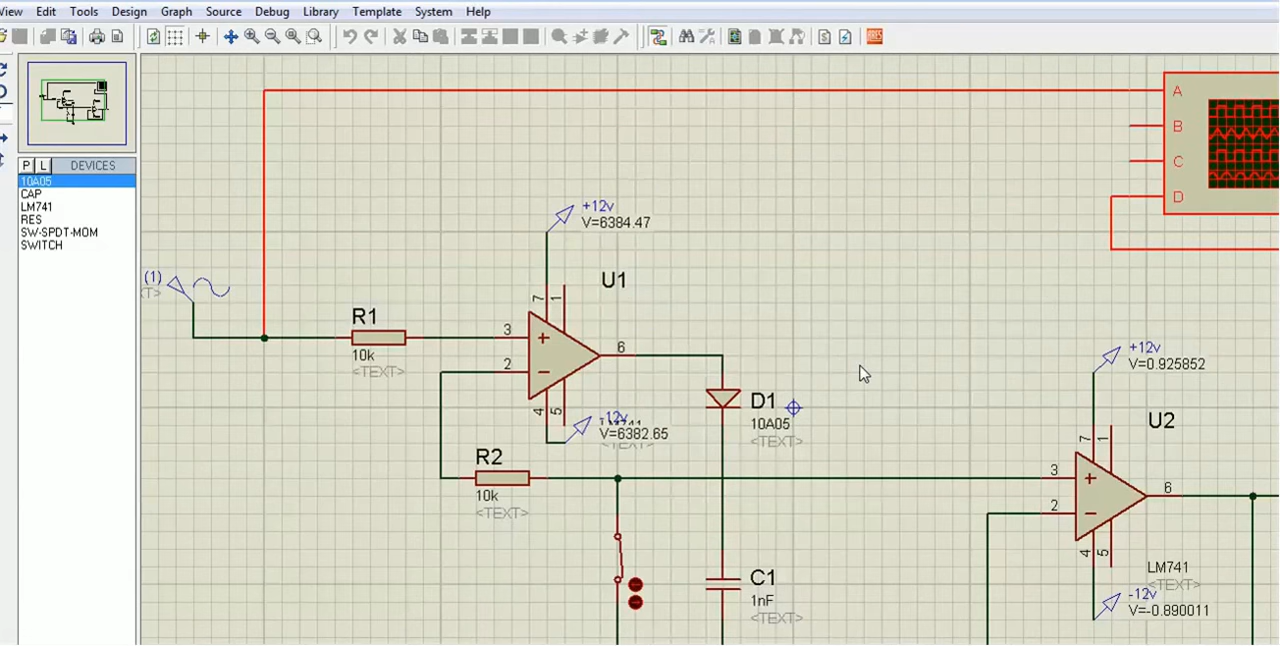 View Edit Tools Design Graph Source Debug Library Template System Help
P L DEVICES
10A05
CAP
LM741
RES
SW-SPDT-MOM
SWITCH
A
B
C
D
+12v
V=6384.47
U1
(1)
R1
10k
<TEXT>
7 1
3
2
6
4 5
-12v
V=6382.65
D1
10A05
<TEXT>
R2
10k
<TEXT>
C1
1nF
<TEXT>
+12v
V=0.925852
U2
7 1
3
2
6
4 5
LM741
<TEXT>
-12v
V=-0.890011